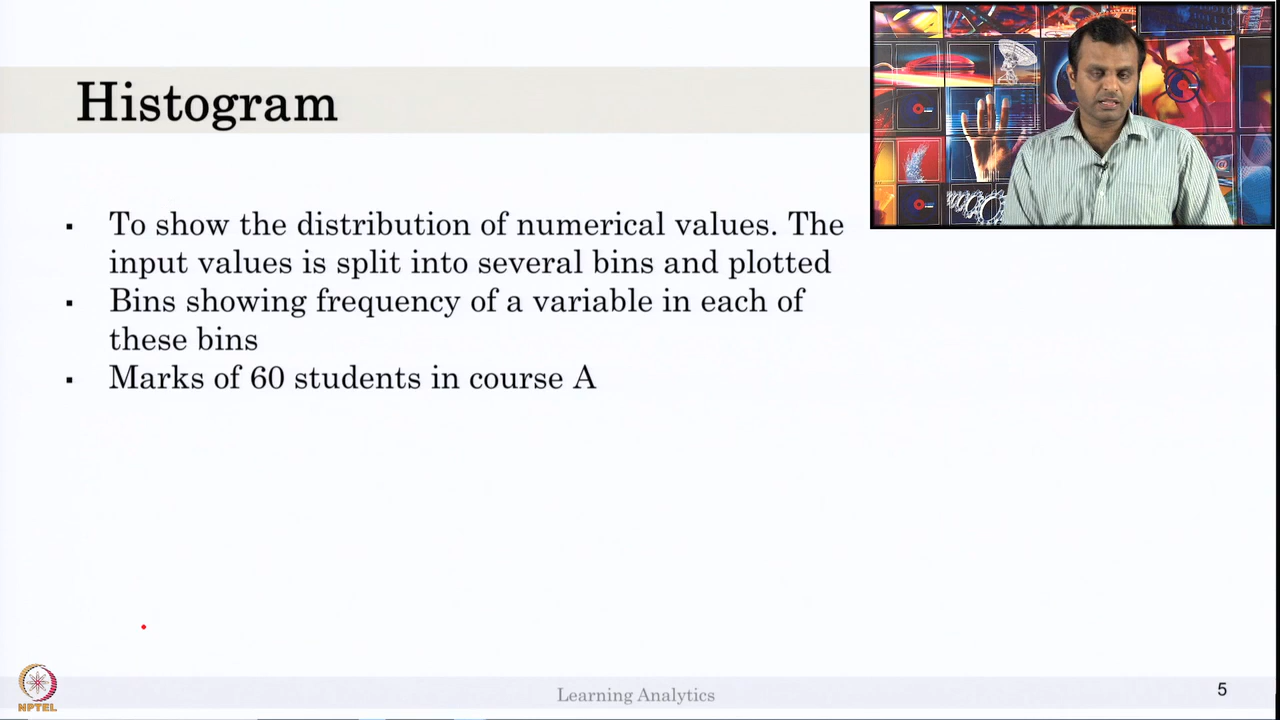 Histogram
▪ To show the distribution of numerical values. The
input values is split into several bins and plotted
▪ Bins showing frequency of a variable in each of
these bins
▪ Marks of 60 students in course A
NPTEL
Learning Analytics
5